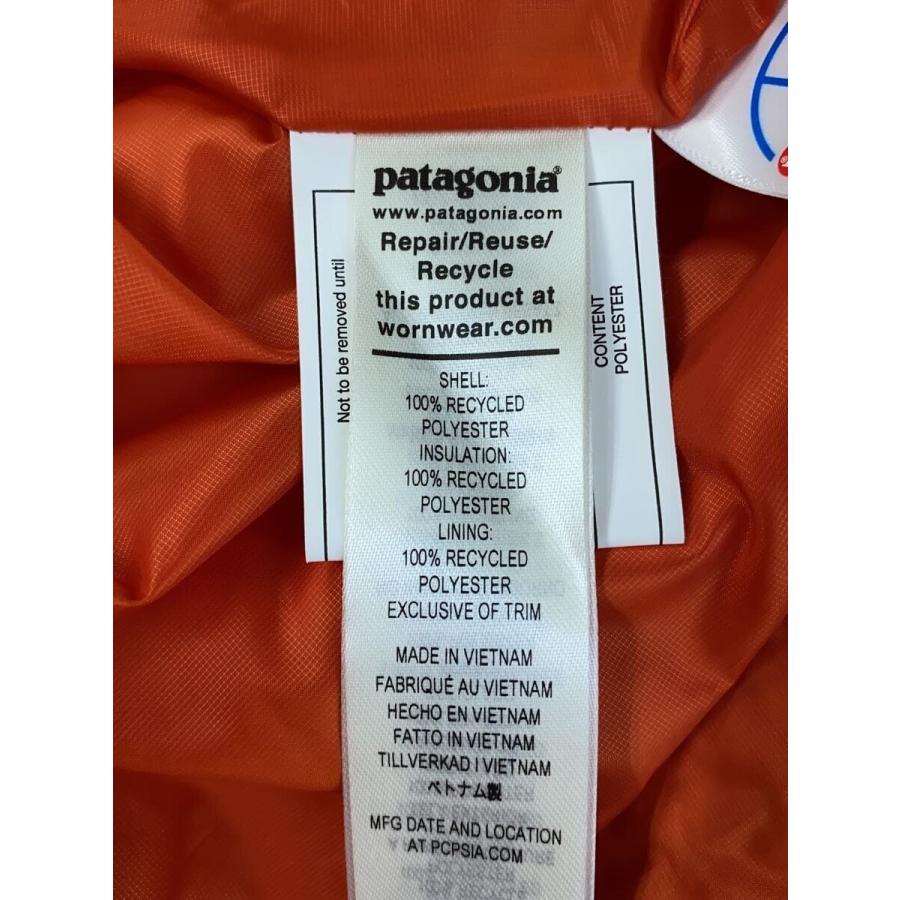 patagonia®
www.patagonia.com
Repair/Reuse/
Recycle
this product at
wornwear.com
SHELL:
100% RECYCLED
POLYESTER
INSULATION:
100% RECYCLED
POLYESTER
LINING:
100% RECYCLED
POLYESTER
EXCLUSIVE OF TRIM
MADE IN VIETNAM
FABRIQUÉ AU VIETNAM
HECHO EN VIETNAM
FATTO IN VIETNAM
TILLVERKAD I VIETNAM
ベトナム製
MFG DATE AND LOCATION
AT PCPSIA.COM
Not to be removed until
CONTENT
POLYESTER